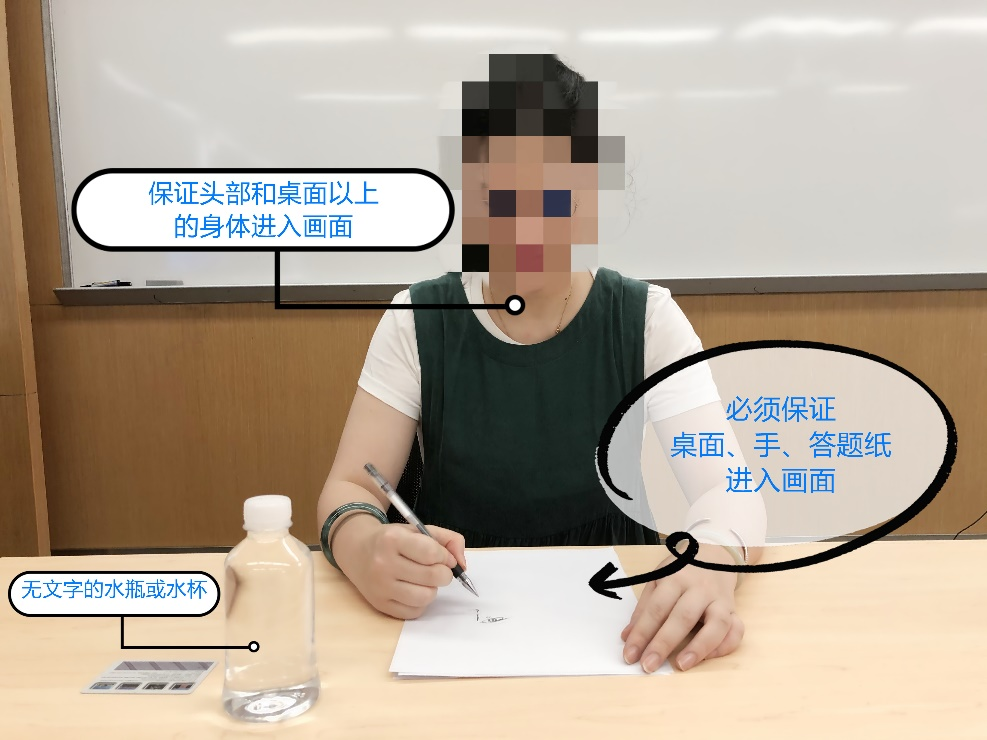 保证头部和桌面以上
的身体进入画面
必须保证
桌面、手、答题纸
进入画面
无文字的水瓶或水杯